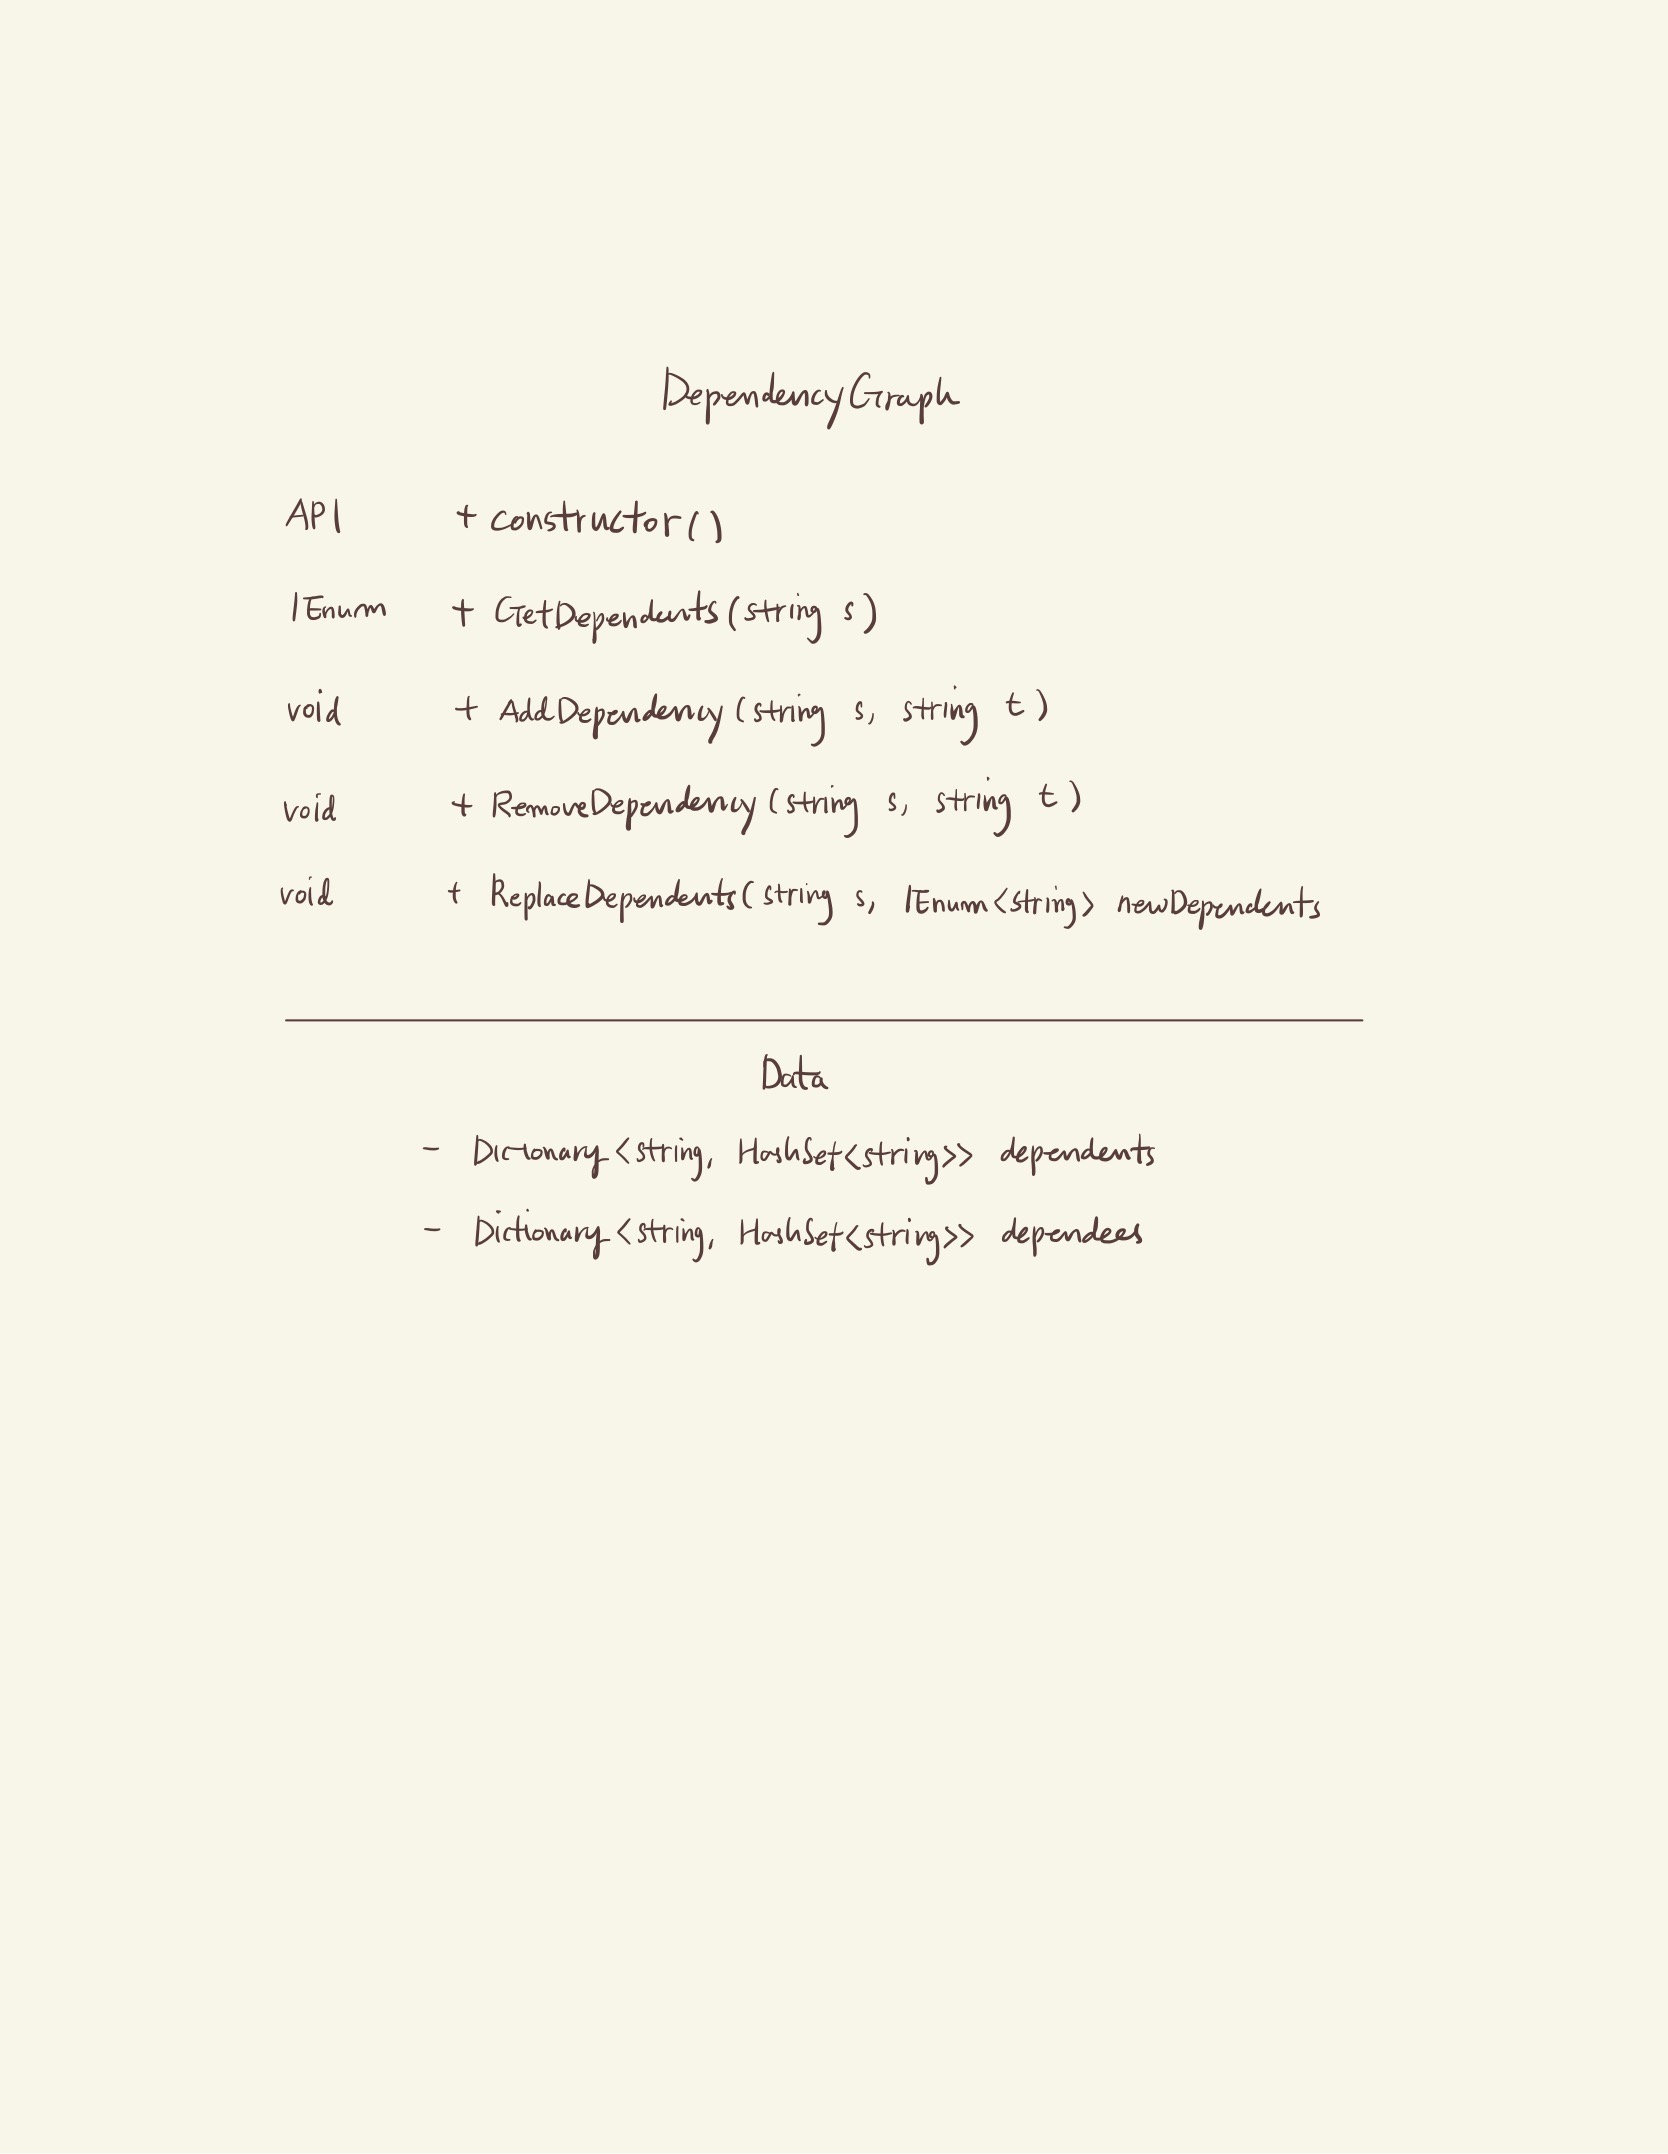 DependencyGraph
API + constructor()
IEnum + GetDependents(string s)
void + AddDependency(string s, string t)
void + RemoveDependency(string s, string t)
void + ReplaceDependents(string s, IEnum<string> newDependents
Data
- Dictionary<string, HashSet<string>> dependents
- Dictionary<string, HashSet<string>> dependees